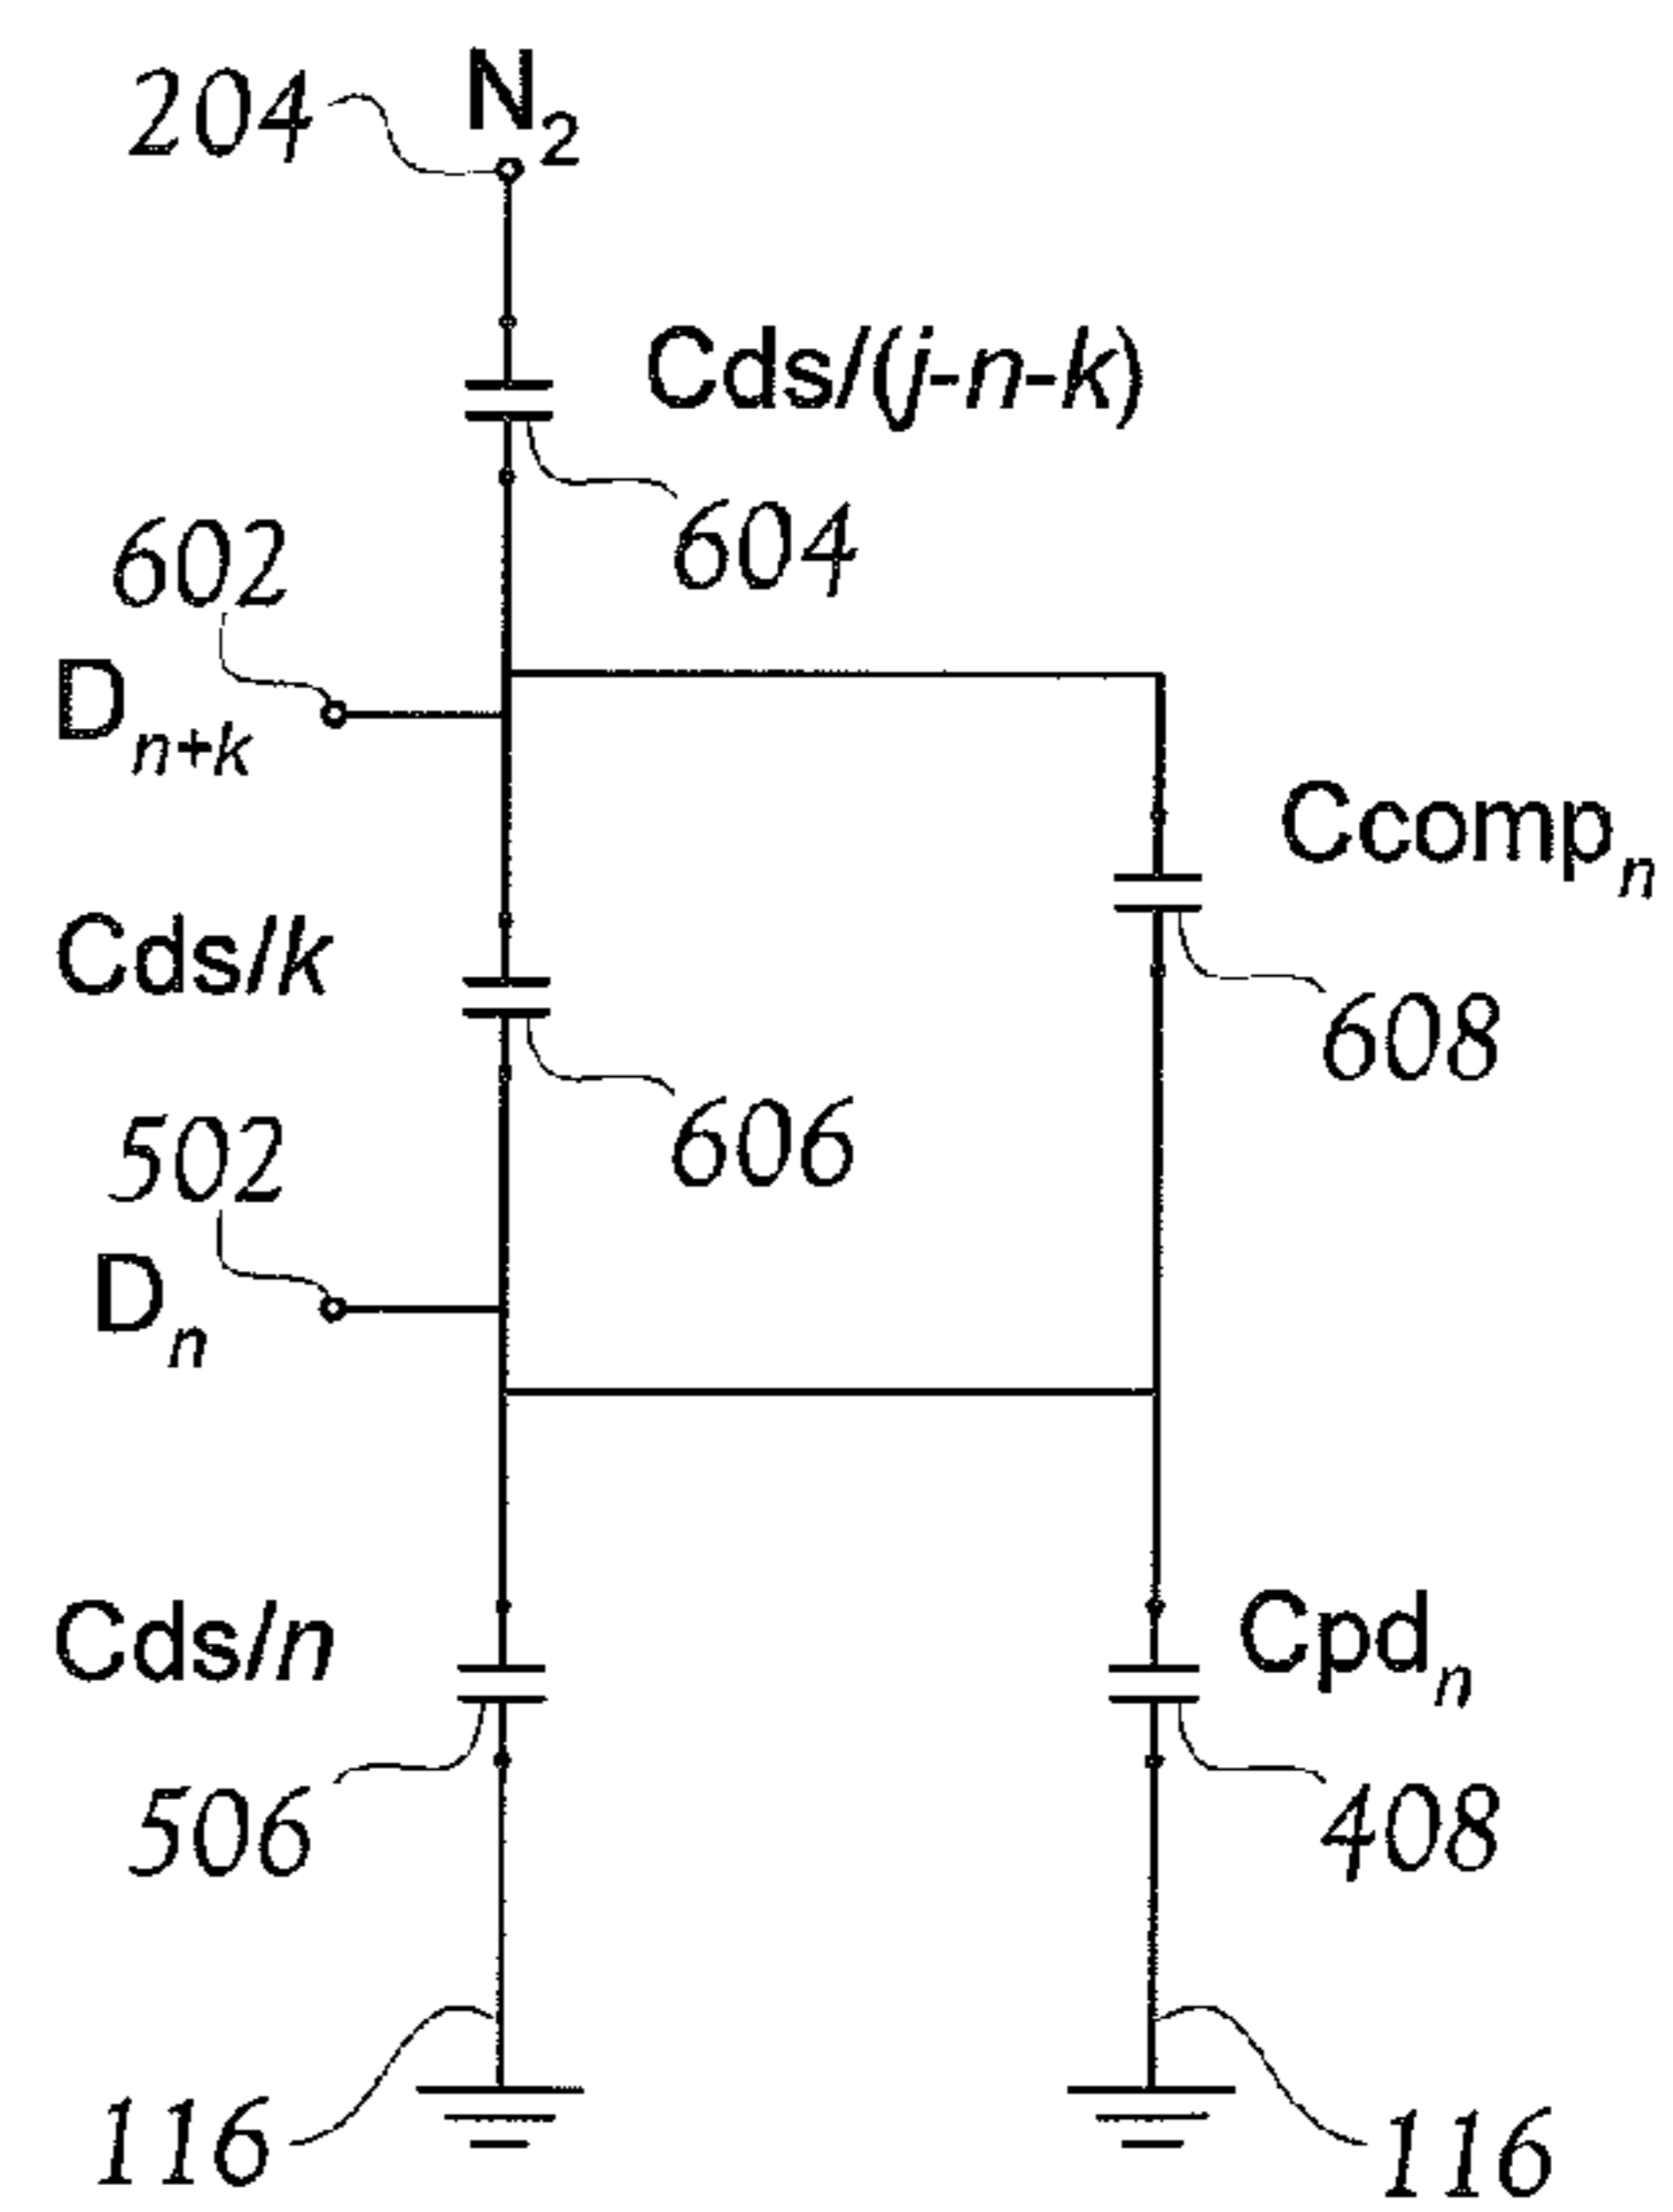 204 N₂
Cds/(j-n-k)
604
602
Dₙ₊ₖ
Ccompₙ
Cds/k
608
606
502
Dₙ
Cds/n
Cpdₙ
506
408
116
116